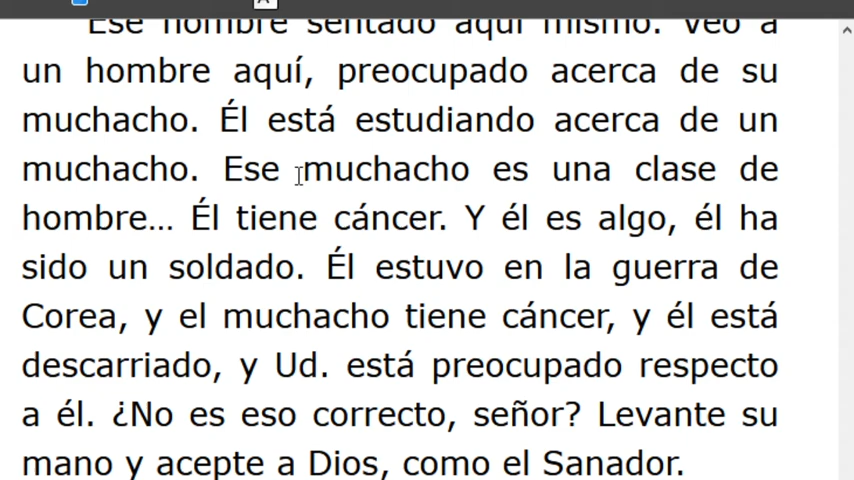 Ese hombre sentado aquí mismo. Veo a
un hombre aquí, preocupado acerca de su
muchacho. Él está estudiando acerca de un
muchacho. Ese muchacho es una clase de
hombre… Él tiene cáncer. Y él es algo, él ha
sido un soldado. Él estuvo en la guerra de
Corea, y el muchacho tiene cáncer, y él está
descarriado, y Ud. está preocupado respecto
a él. ¿No es eso correcto, señor? Levante su
mano y acepte a Dios, como el Sanador.